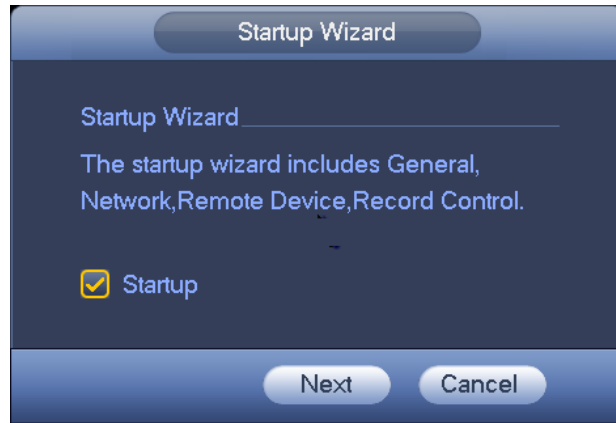 Startup Wizard
Startup Wizard
The startup wizard includes General,
Network,Remote Device,Record Control.
Startup
Next Cancel